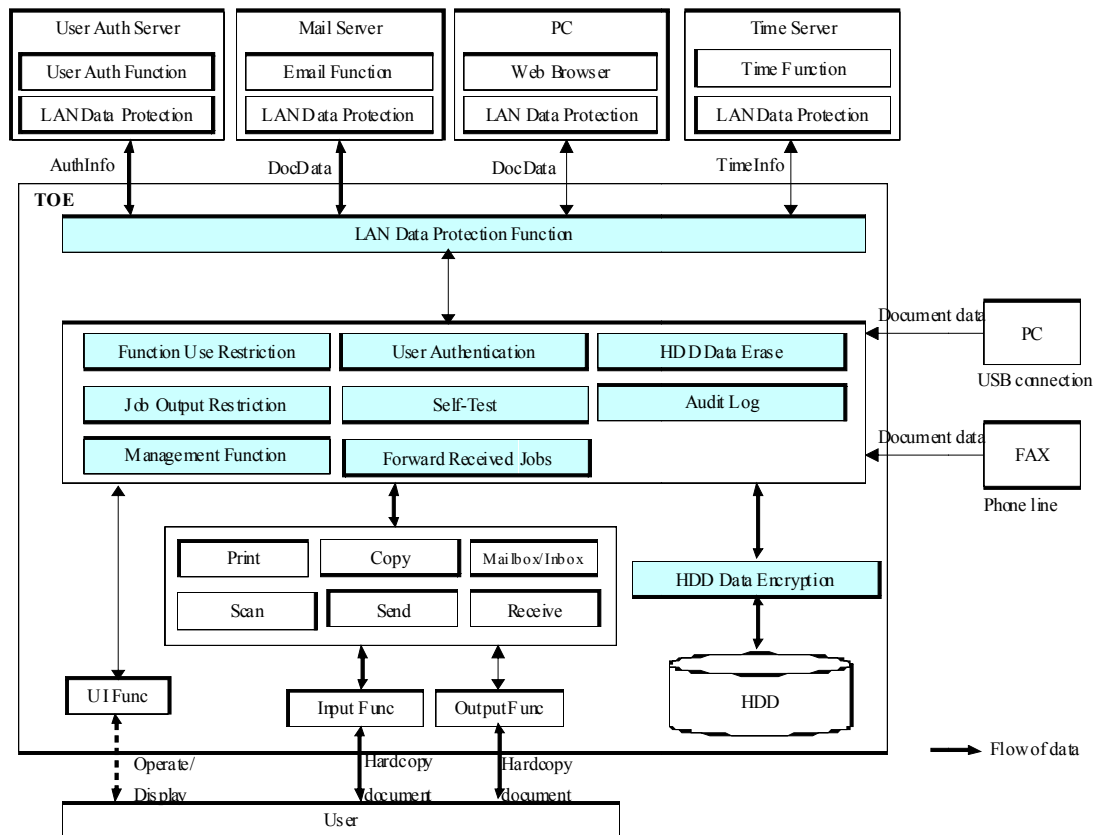 User Auth Server
Mail Server
PC
Time Server
User Auth Function
Email Function
Web Browser
Time Function
LAN Data Protection
LAN Data Protection
LAN Data Protection
LAN Data Protection
AuthInfo
DocData
DocData
TimeInfo
TOE
LAN Data Protection Function
Function Use Restriction
User Authentication
HDD Data Erase
Job Output Restriction
Self-Test
Audit Log
Management Function
Forward Received Jobs
Document data
PC
USB connection
Document data
FAX
Phone line
Print
Copy
Mailbox/Inbox
Scan
Send
Receive
HDD Data Encryption
HDD
UI Func
Input Func
Output Func
Flow of data
Operate/
Display
Hardcopy
document
Hardcopy
document
User